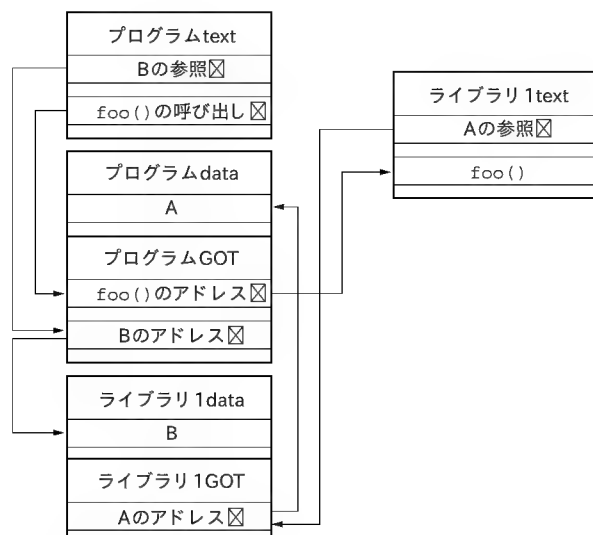 プログラムtext
Bの参照☒
foo()の呼び出し☒
プログラムdata
A
プログラムGOT
foo()のアドレス☒
Bのアドレス☒
ライブラリ1data
B
ライブラリ1GOT
Aのアドレス☒
ライブラリ1text
Aの参照☒
foo()